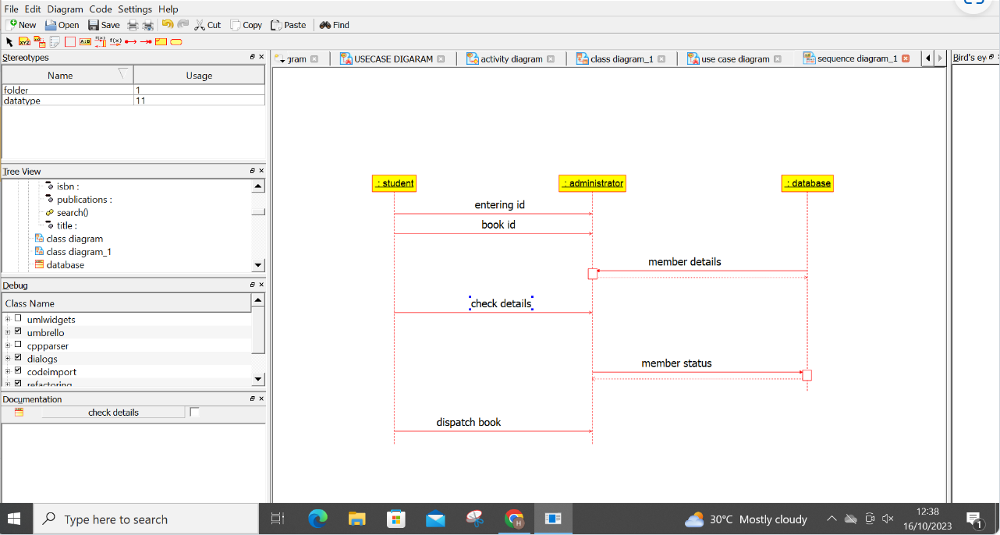 File Edit Diagram Code Settings Help
New Open Save Cut Copy Paste Find
XYZ A:B f(x) f(x)
Stereotypes
Name Usage
folder 1
datatype 11
Tree View
isbn :
publications :
search()
title :
class diagram
class diagram_1
database
Debug
Class Name
umlwidgets
umbrello
cppparser
dialogs
codeimport
refactoring
Documentation
check details
gram USECASE DIGARAM activity diagram class diagram_1 use case diagram sequence diagram_1
Bird's ey
: student : administrator : database
entering id
book id
member details
check details
member status
dispatch book
Type here to search
H
30°C Mostly cloudy
12:38
16/10/2023
1